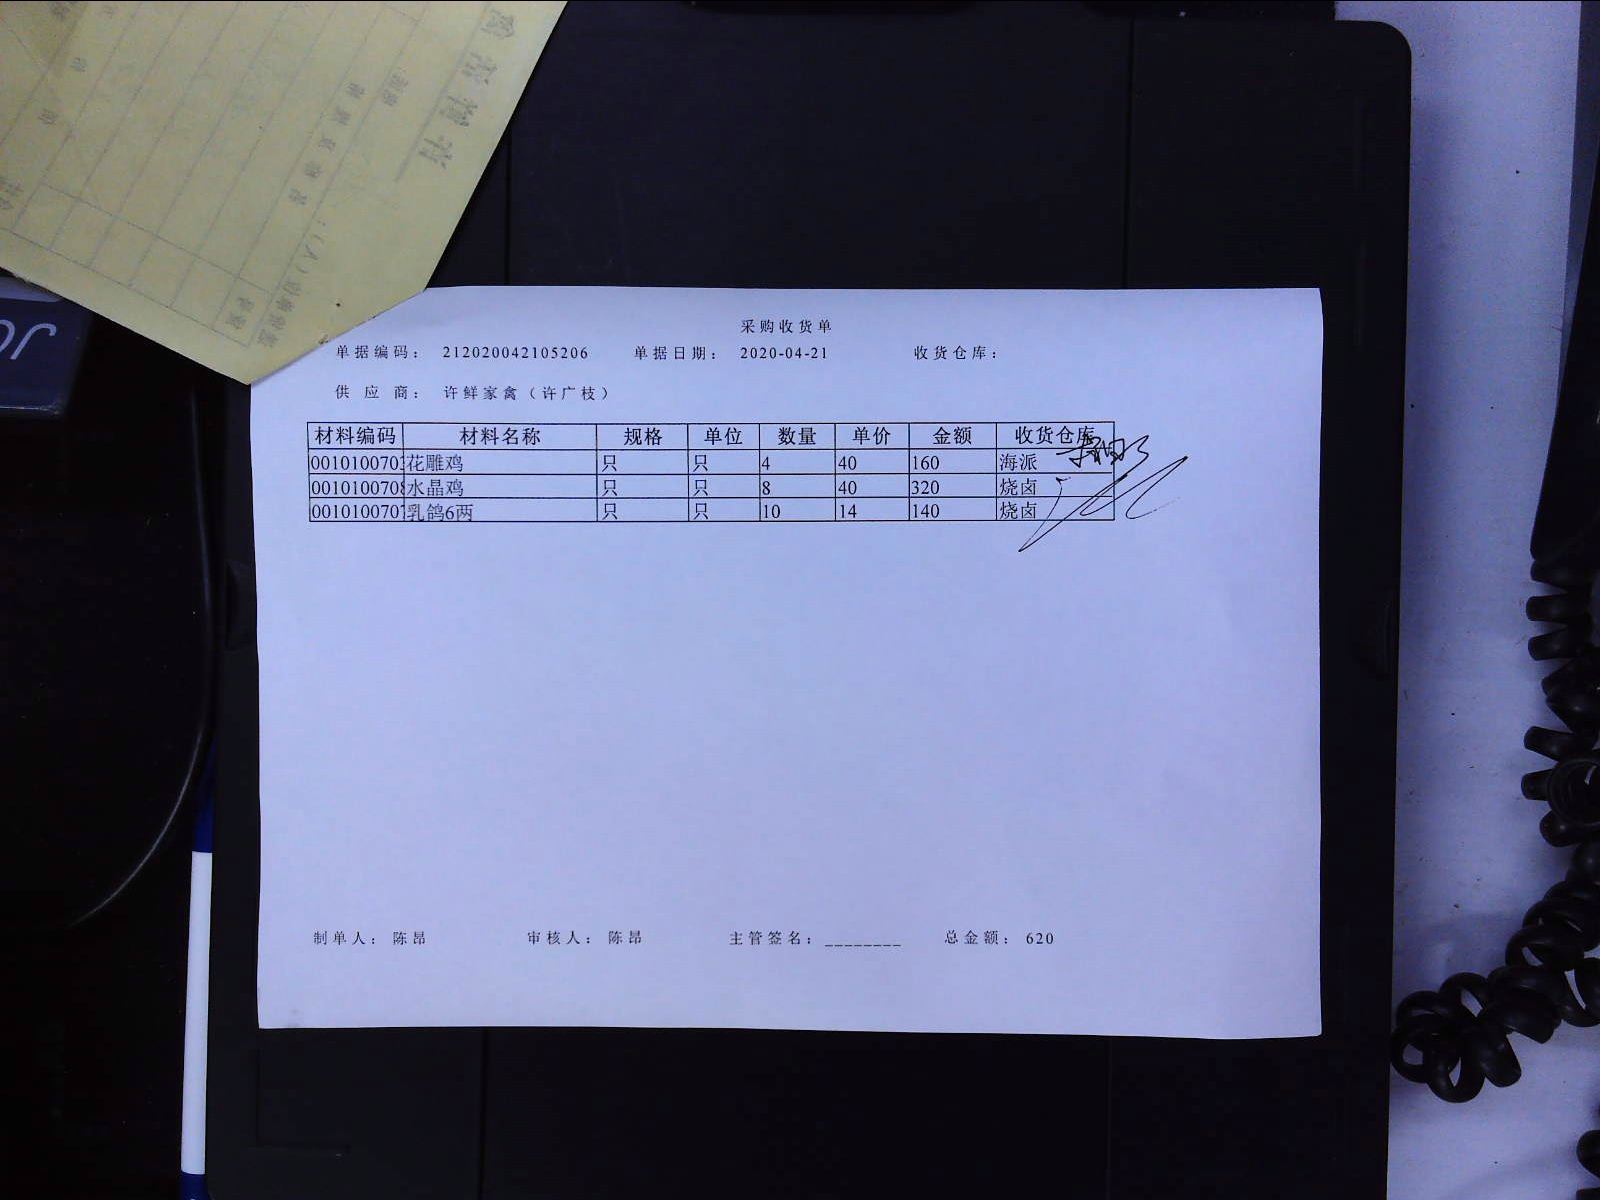 采购收货单
单据编码： 212020042105206 单据日期： 2020-04-21 收货仓库：
供应商： 许鲜家禽（许广枝）
材料编码 材料名称 规格 单位 数量 单价 金额 收货仓库
0010100703 花雕鸡 只 只 4 40 160 海派
0010100708 水晶鸡 只 只 8 40 320 烧卤
0010100707 乳鸽6两 只 只 10 14 140 烧卤
制单人： 陈昂 审核人： 陈昂 主管签名：________ 总金额： 620